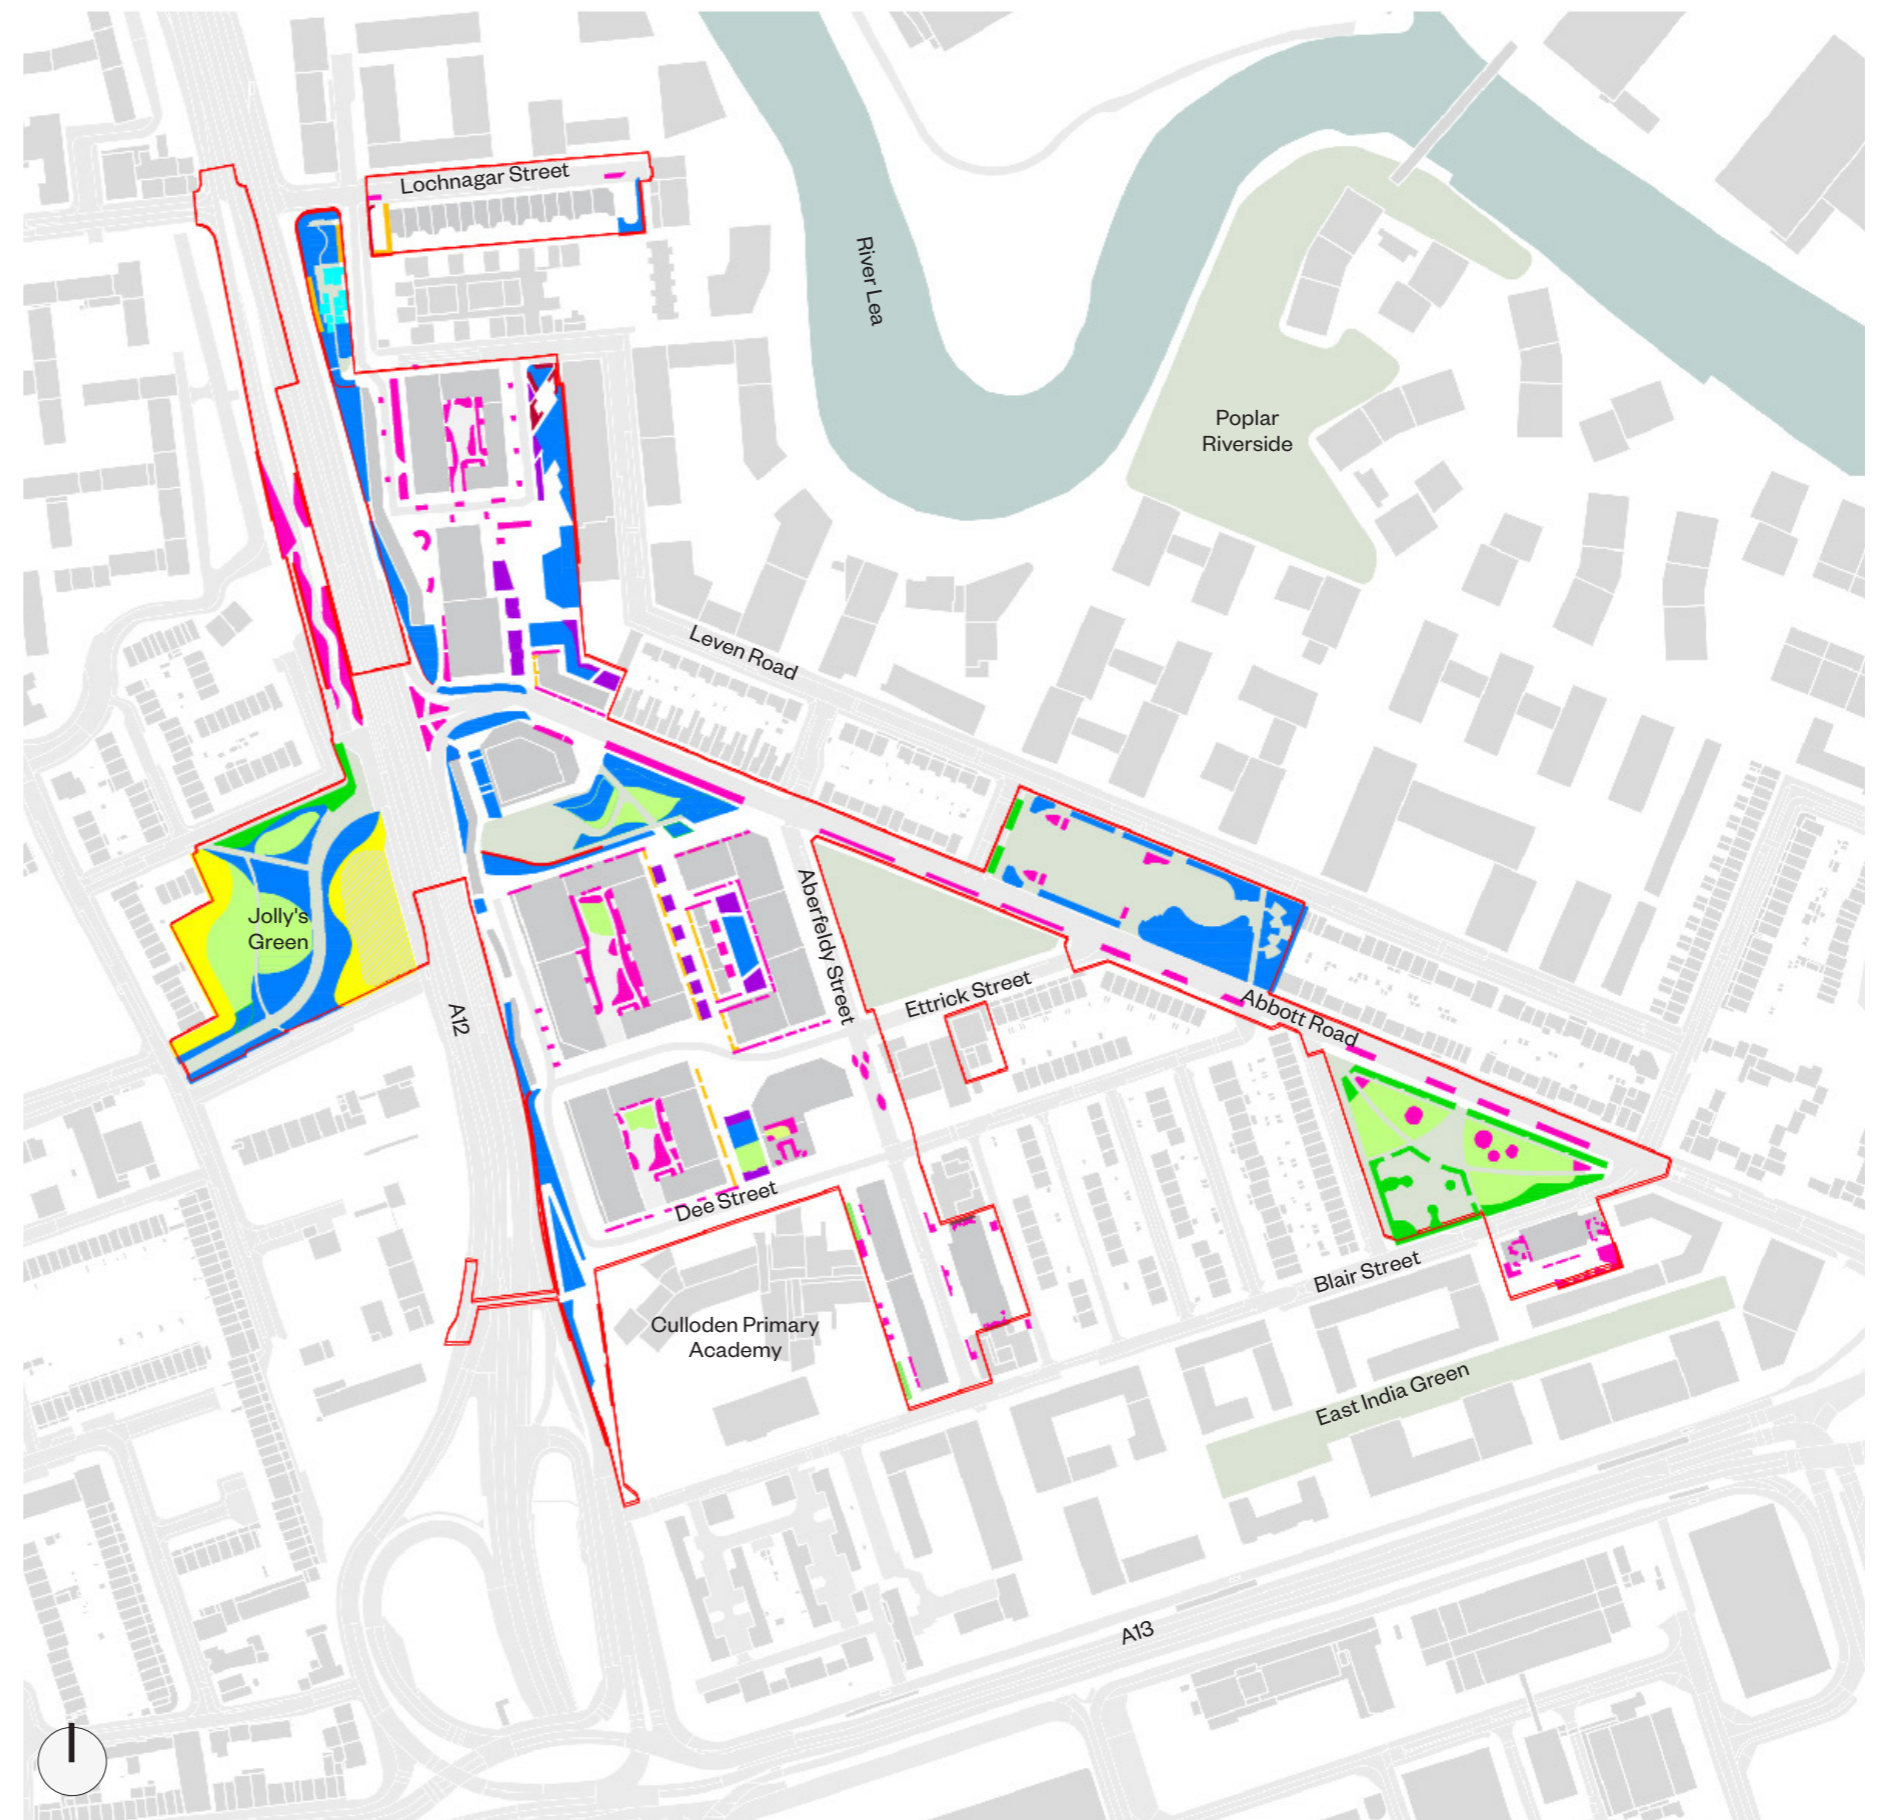 Lochnagar Street
River Lea
Poplar
Riverside
Leven Road
Jolly's
Green
Aberfeldy Street
Ettrick Street
A12
Abbott Road
Dee Street
Blair Street
Culloden Primary
Academy
East India Green
A13